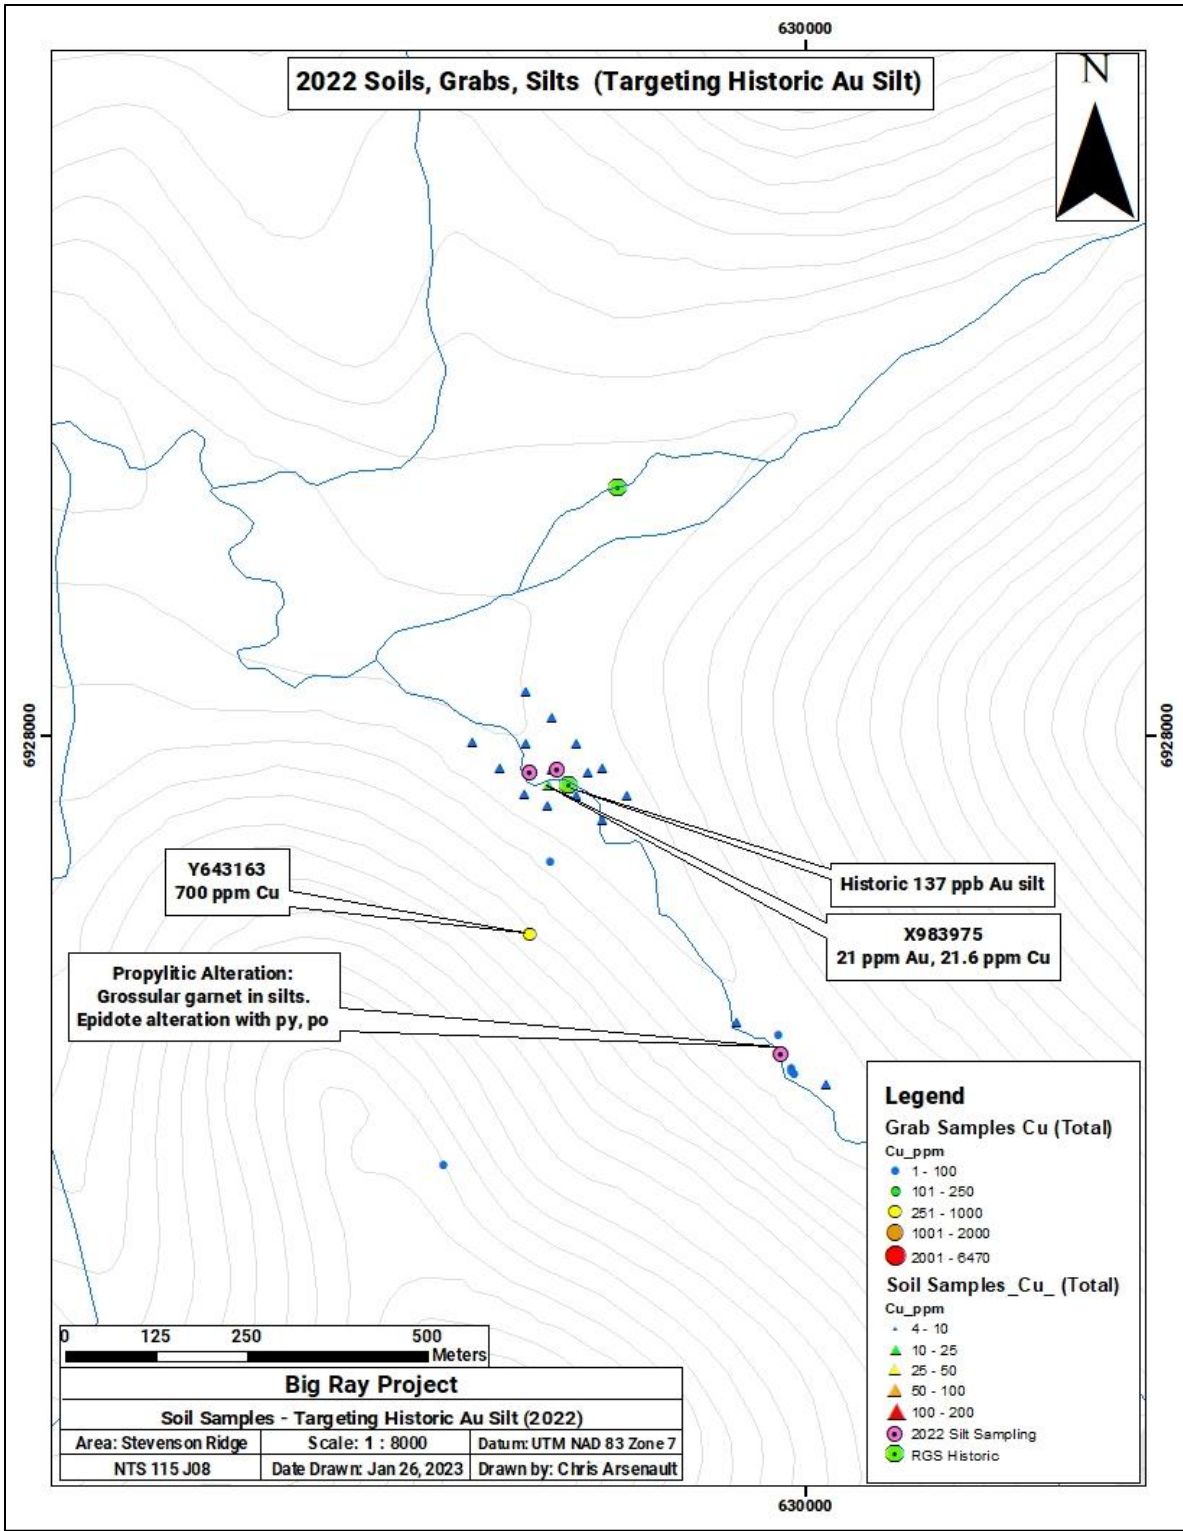 630000
2022 Soils, Grabs, Silts (Targeting Historic Au Silt)
N
6928000
6928000
Y643163
700 ppm Cu
Historic 137 ppb Au silt
X983975
21 ppm Au, 21.6 ppm Cu
Propylitic Alteration:
Grossular garnet in silts.
Epidote alteration with py, po
Legend
Grab Samples Cu (Total)
Cu_ppm
1 - 100
101 - 250
251 - 1000
1001 - 2000
2001 - 6470
Soil Samples_Cu_ (Total)
Cu_ppm
4 - 10
10 - 25
25 - 50
50 - 100
100 - 200
2022 Silt Sampling
RGS Historic
0 125 250 500
Meters
Big Ray Project
Soil Samples - Targeting Historic Au Silt (2022)
Area: Stevenson Ridge Scale: 1 : 8000 Datum: UTM NAD 83 Zone 7
NTS 115 J08 Date Drawn: Jan 26, 2023 Drawn by: Chris Arsenault
630000